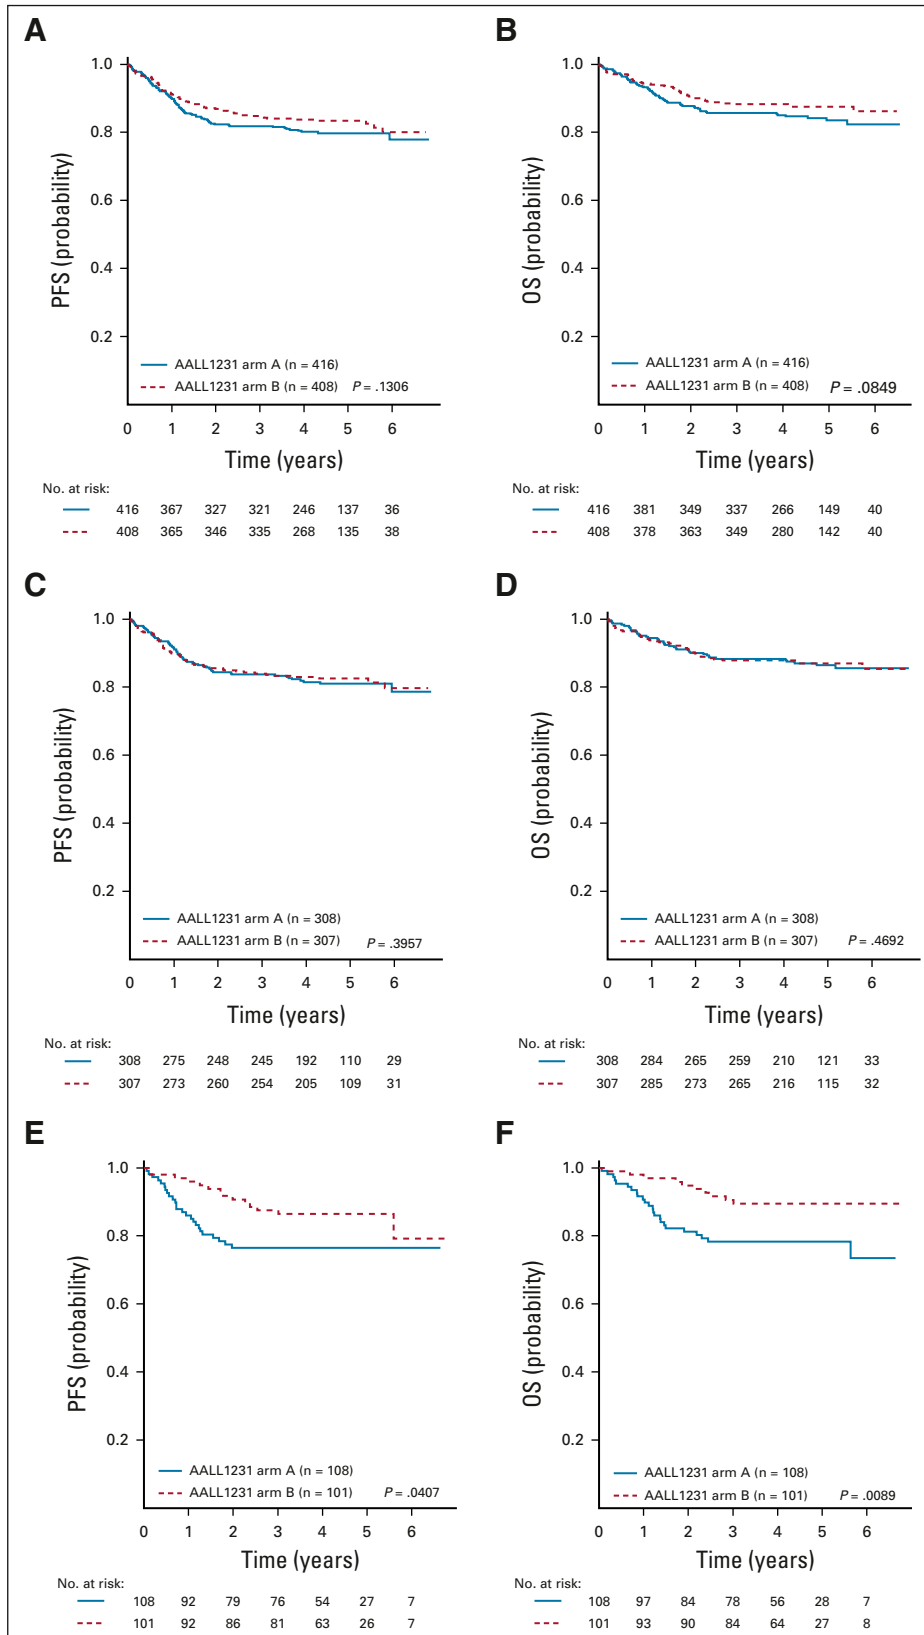 A
PFS (probability)
1.0
0.8
0.6
0.4
0.2
AALL1231 arm A (n = 416)
AALL1231 arm B (n = 408) P = .1306
0 1 2 3 4 5 6
Time (years)
No. at risk:
416 367 327 321 246 137 36
408 365 346 335 268 135 38
B
OS (probability)
1.0
0.8
0.6
0.4
0.2
AALL1231 arm A (n = 416)
AALL1231 arm B (n = 408) P = .0849
0 1 2 3 4 5 6
Time (years)
No. at risk:
416 381 349 337 266 149 40
408 378 363 349 280 142 40
C
PFS (probability)
1.0
0.8
0.6
0.4
0.2
AALL1231 arm A (n = 308)
AALL1231 arm B (n = 307) P = .3957
0 1 2 3 4 5 6
Time (years)
No. at risk:
308 275 248 245 192 110 29
307 273 260 254 205 109 31
D
OS (probability)
1.0
0.8
0.6
0.4
0.2
AALL1231 arm A (n = 308)
AALL1231 arm B (n = 307) P = .4692
0 1 2 3 4 5 6
Time (years)
No. at risk:
308 284 265 259 210 121 33
307 285 273 265 216 115 32
E
PFS (probability)
1.0
0.8
0.6
0.4
0.2
AALL1231 arm A (n = 108)
AALL1231 arm B (n = 101) P = .0407
0 1 2 3 4 5 6
Time (years)
No. at risk:
108 92 79 76 54 27 7
101 92 86 81 63 26 7
F
OS (probability)
1.0
0.8
0.6
0.4
0.2
AALL1231 arm A (n = 108)
AALL1231 arm B (n = 101) P = .0089
0 1 2 3 4 5 6
Time (years)
No. at risk:
108 97 84 78 56 28 7
101 93 90 84 64 27 8